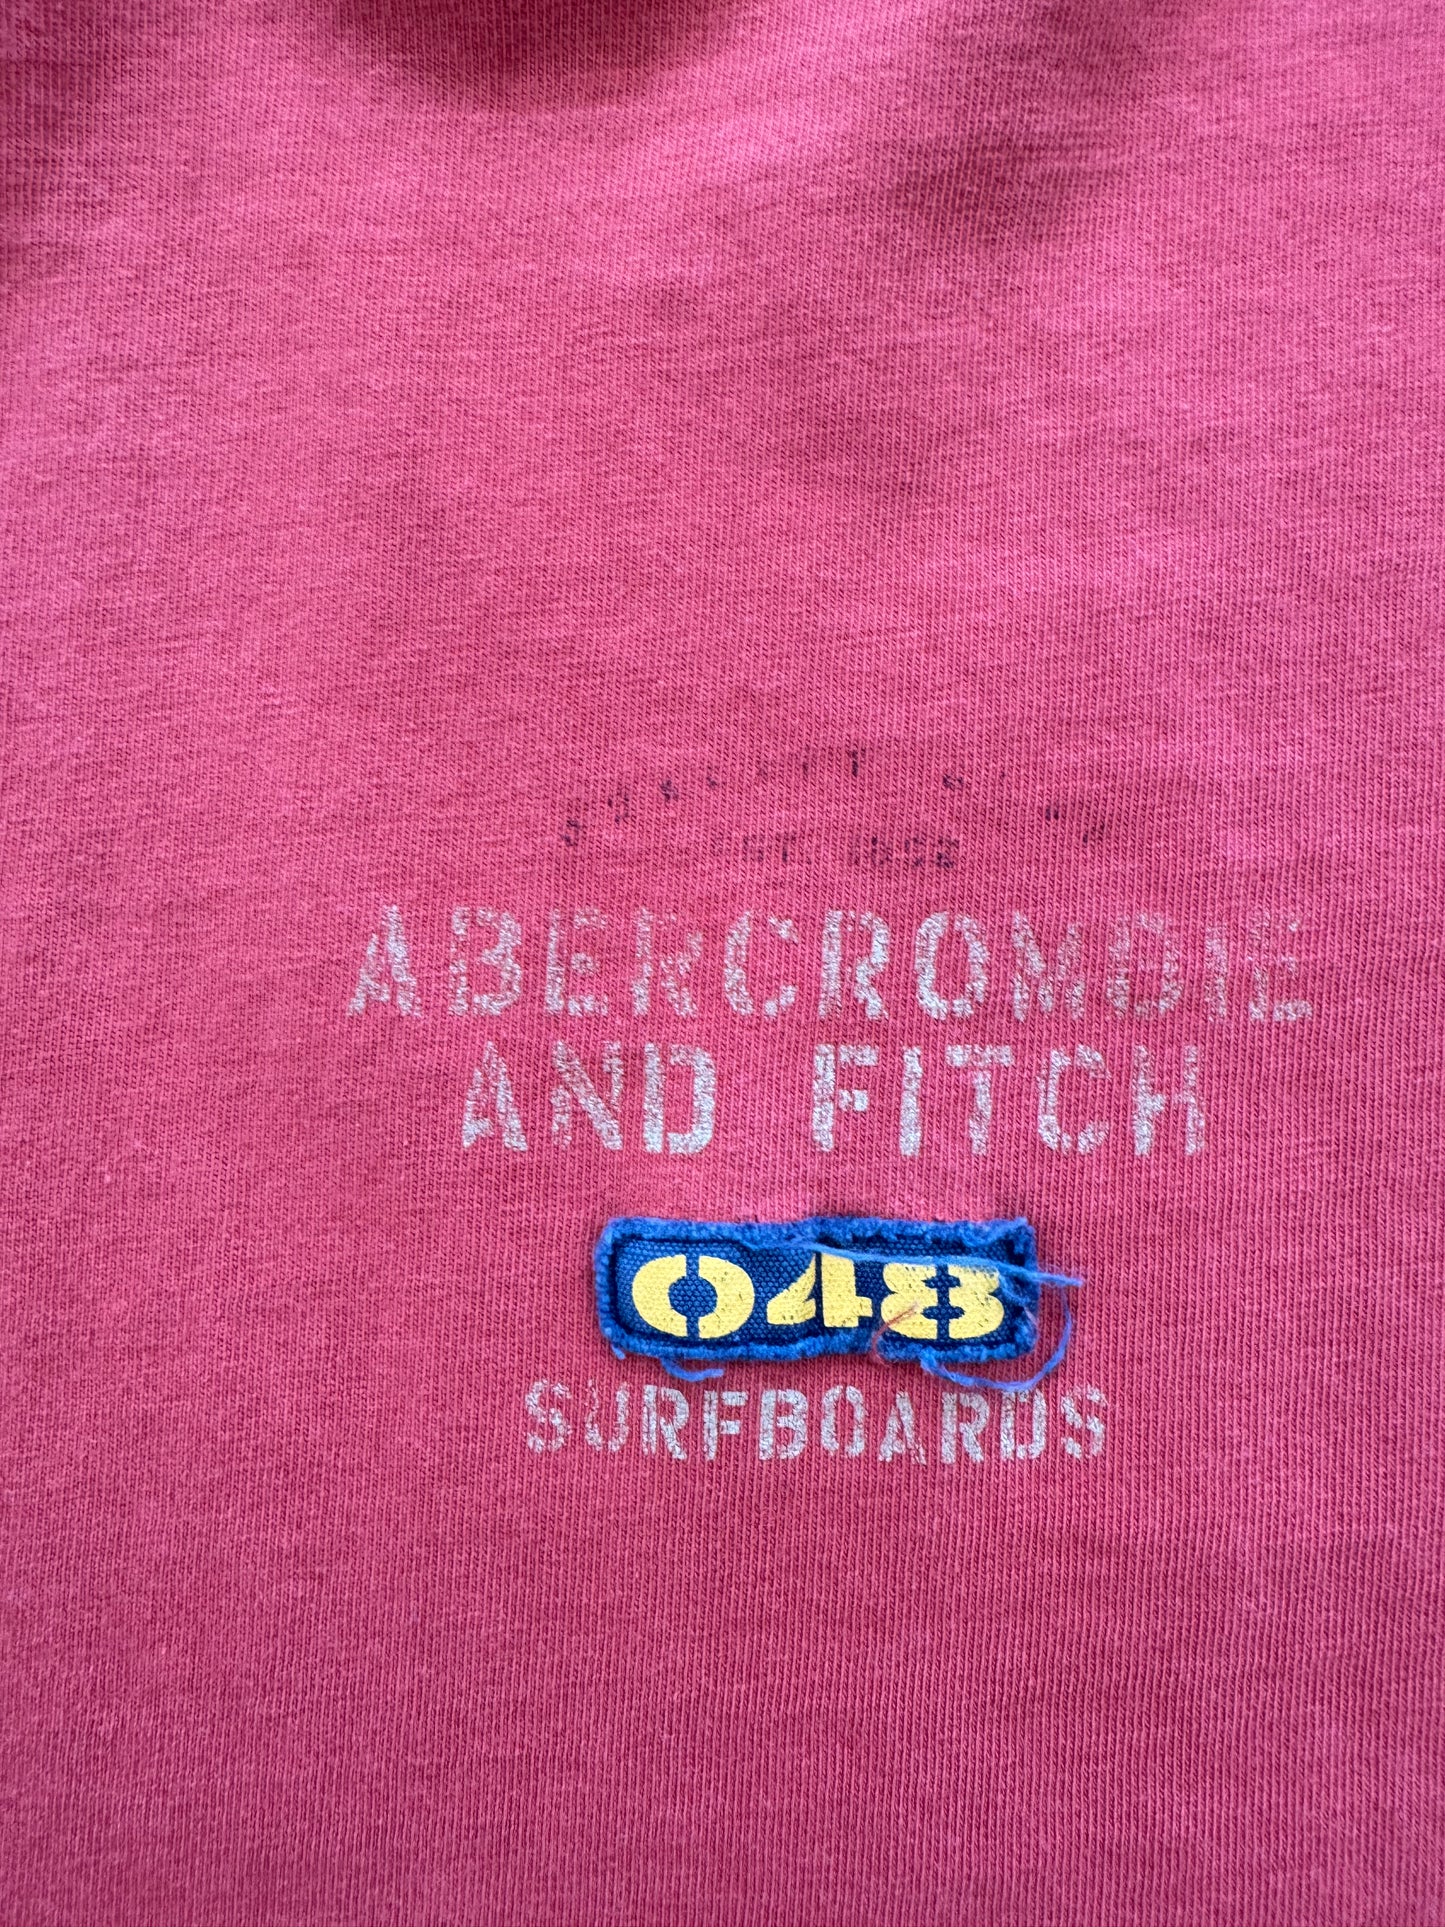 ABERCROMBIE
AND FITCH
048
SURFBOARDS